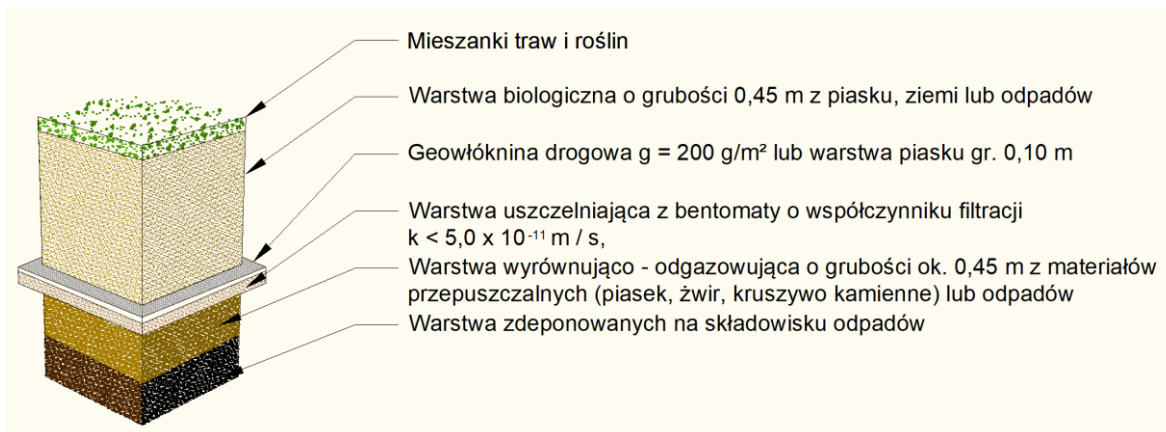 Mieszanki traw i roślin
Warstwa biologiczna o grubości 0,45 m z piasku, ziemi lub odpadów
Geowłóknina drogowa g = 200 g/m² lub warstwa piasku gr. 0,10 m
Warstwa uszczelniająca z bentomaty o współczynniku filtracji
k < 5,0 x 10⁻¹¹ m / s,
Warstwa wyrównująco - odgazowująca o grubości ok. 0,45 m z materiałów
przepuszczalnych (piasek, żwir, kruszywo kamienne) lub odpadów
Warstwa zdeponowanych na składowisku odpadów